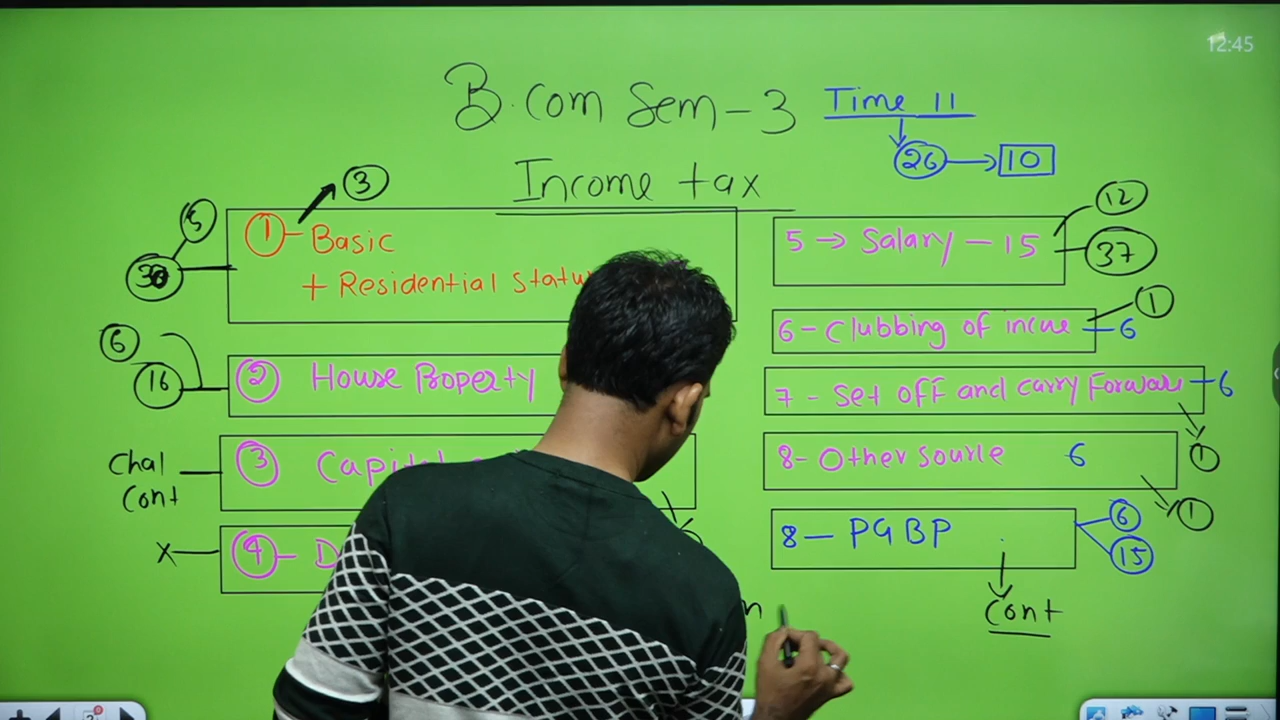 12:45
B.com Sem-3
Time 11
26 → 10
Income tax
3
5
1 - Basic
+ Residential Statu
6
16
2 House Property
Chal
Cont
3
X
4 - D
12
5 → Salary - 15
37
1
6 - Clubbing of incue - 6
7 - Set off and carry Forward - 6
1
8 - Other source 6
1
8 - PGBP
6
15
Cont
n